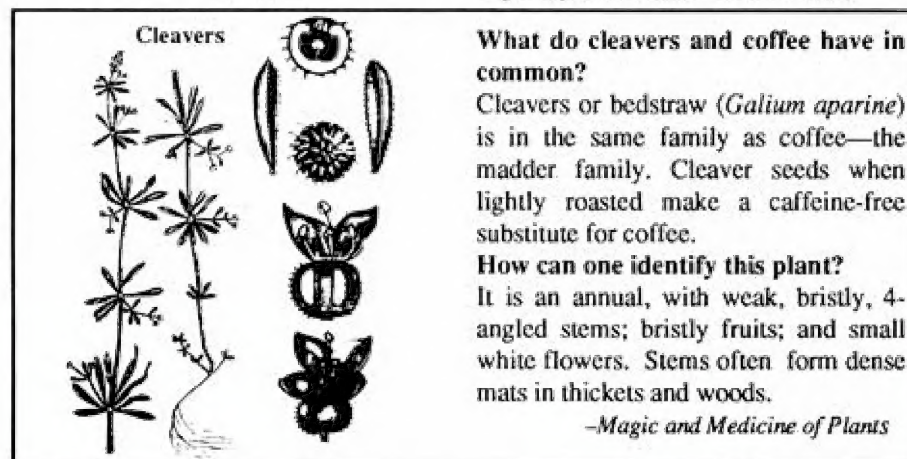 Cleavers
What do cleavers and coffee have in
common?
Cleavers or bedstraw (Galium aparine)
is in the same family as coffee—the
madder family. Cleaver seeds when
lightly roasted make a caffeine-free
substitute for coffee.
How can one identify this plant?
It is an annual, with weak, bristly, 4-
angled stems; bristly fruits; and small
white flowers. Stems often form dense
mats in thickets and woods.
–Magic and Medicine of Plants